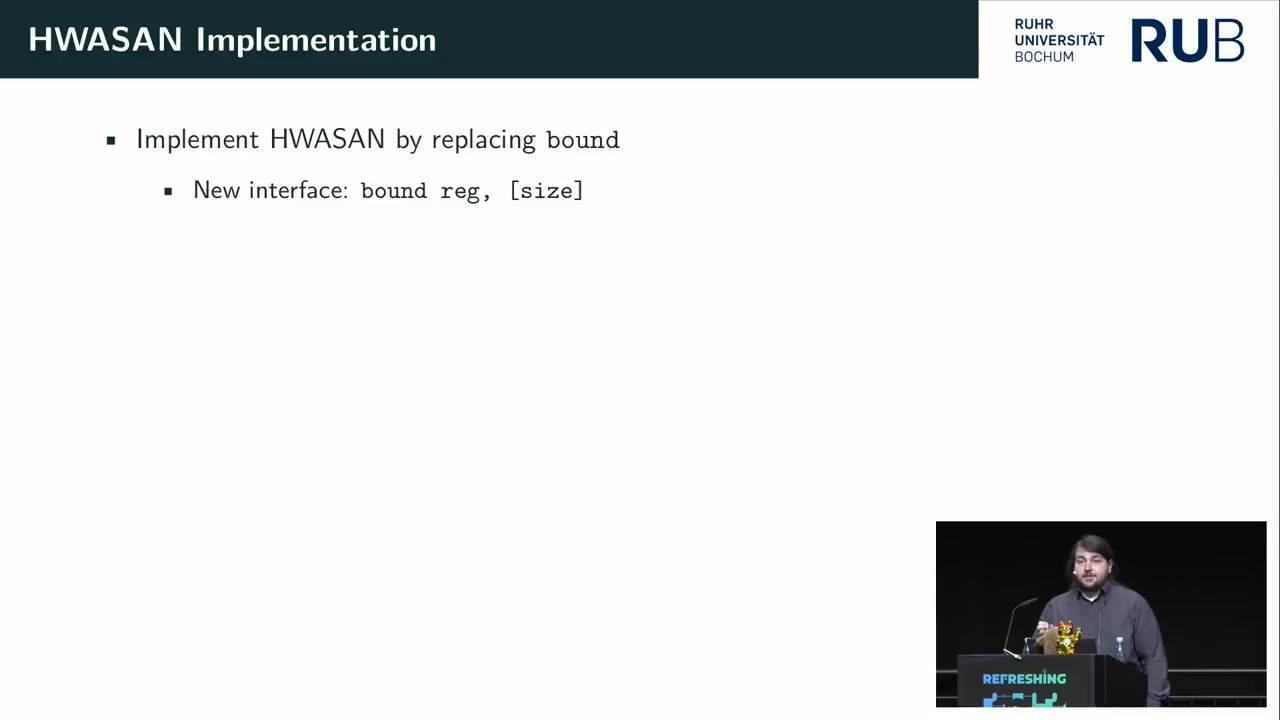 HWASAN Implementation
RUHR
UNIVERSITÄT
BOCHUM
RUB
▪ Implement HWASAN by replacing bound
▪ New interface: bound reg, [size]
REFRESHING